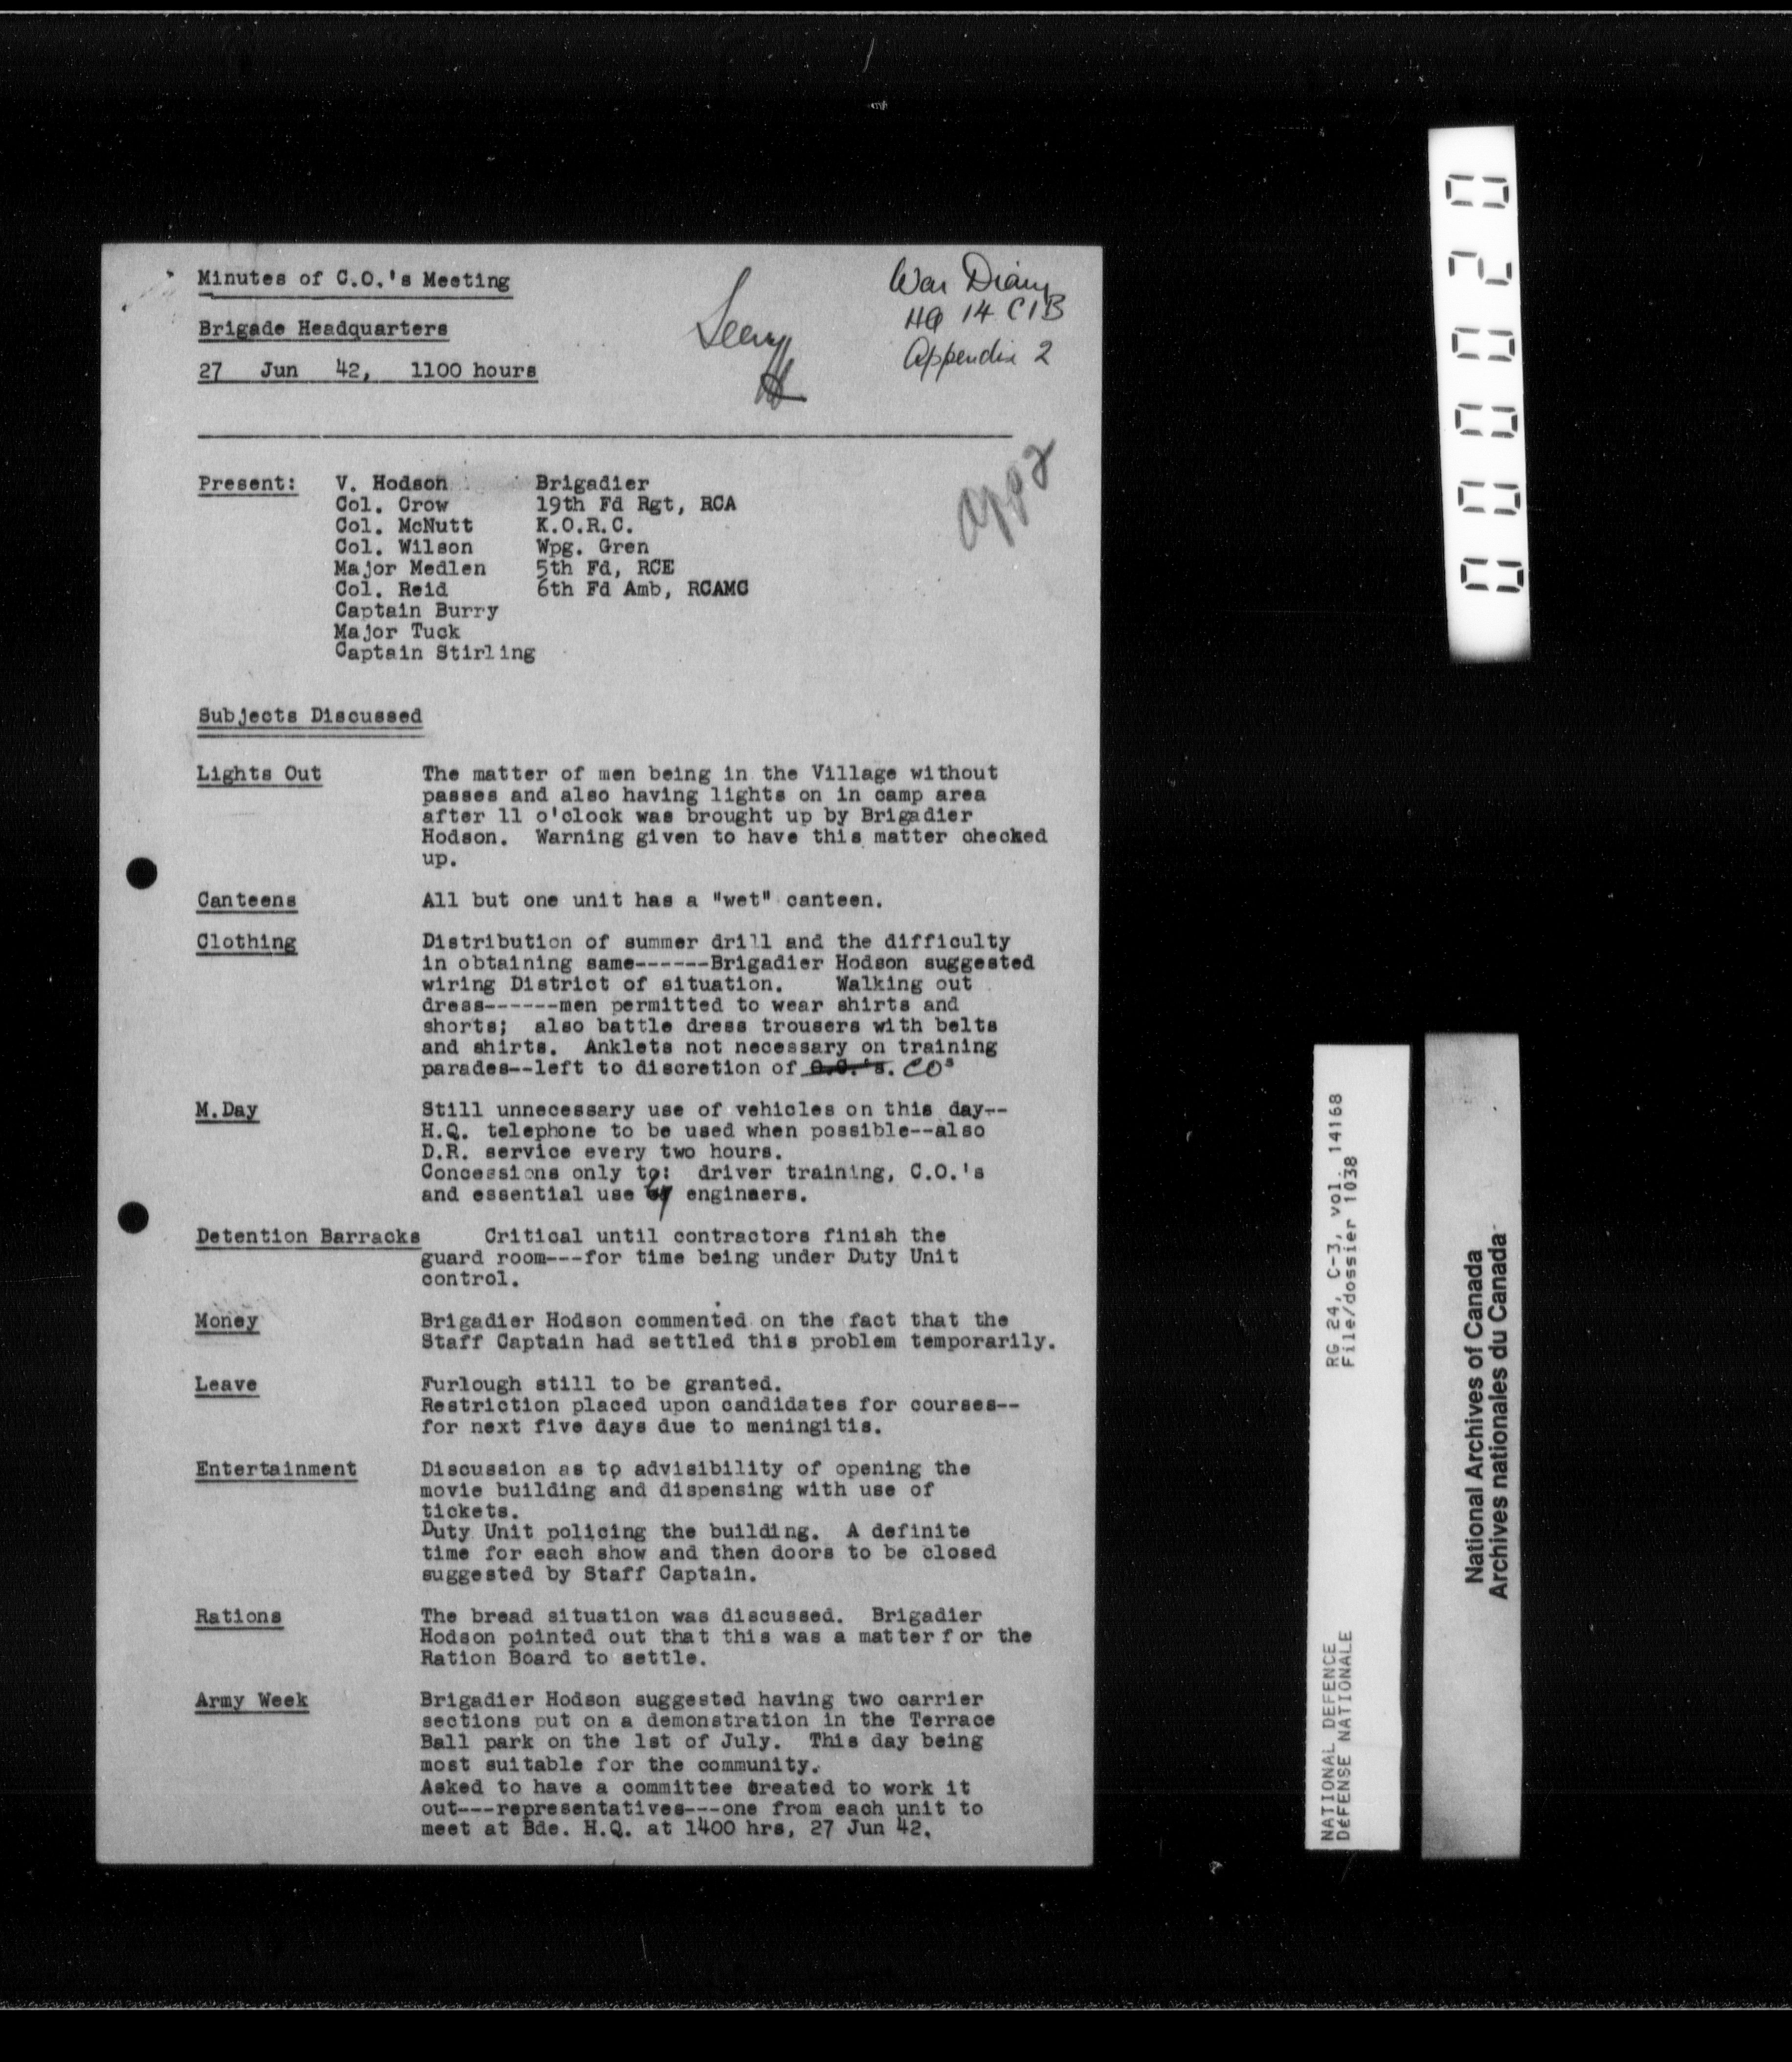 Minutes of C.O.'s Meeting
Brigade Headquarters
27 Jun 42, 1100 hours
War Diary
HQ 14 CIB
Appendix 2
App 2
Present: V. Hodson Brigadier
Col. Crow 19th Fd Rgt, RCA
Col. McNutt K.O.R.C.
Col. Wilson Wpg. Gren
Major Medlen 5th Fd, RCE
Col. Reid 6th Fd Amb, RCAMC
Captain Burry
Major Tuck
Captain Stirling
Subjects Discussed
Lights Out The matter of men being in the Village without
passes and also having lights on in camp area
after 11 o'clock was brought up by Brigadier
Hodson. Warning given to have this matter checked
up.
Canteens All but one unit has a "wet" canteen.
Clothing Distribution of summer drill and the difficulty
in obtaining same------Brigadier Hodson suggested
wiring District of situation. Walking out
dress------men permitted to wear shirts and
shorts; also battle dress trousers with belts
and shirts. Anklets not necessary on training
parades--left to discretion of O.C.'s. COs
M.Day Still unnecessary use of vehicles on this day--
H.Q. telephone to be used when possible--also
D.R. service every two hours.
Concessions only to: driver training, C.O.'s
and essential use by engineers.
Detention Barracks Critical until contractors finish the
guard room---for time being under Duty Unit
control.
Money Brigadier Hodson commented on the fact that the
Staff Captain had settled this problem temporarily.
Leave Furlough still to be granted.
Restriction placed upon candidates for courses--
for next five days due to meningitis.
Entertainment Discussion as to advisibility of opening the
movie building and dispensing with use of
tickets.
Duty Unit policing the building. A definite
time for each show and then doors to be closed
suggested by Staff Captain.
Rations The bread situation was discussed. Brigadier
Hodson pointed out that this was a matter for the
Ration Board to settle.
Army Week Brigadier Hodson suggested having two carrier
sections put on a demonstration in the Terrace
Ball park on the 1st of July. This day being
most suitable for the community.
Asked to have a committee created to work it
out---representatives---one from each unit to
meet at Bde. H.Q. at 1400 hrs, 27 Jun 42.
000020
NATIONAL DEFENCE RG 24, C-3, vol. 14168
DéFENSE NATIONALE File/dossier 1038
National Archives of Canada
Archives nationales du Canada